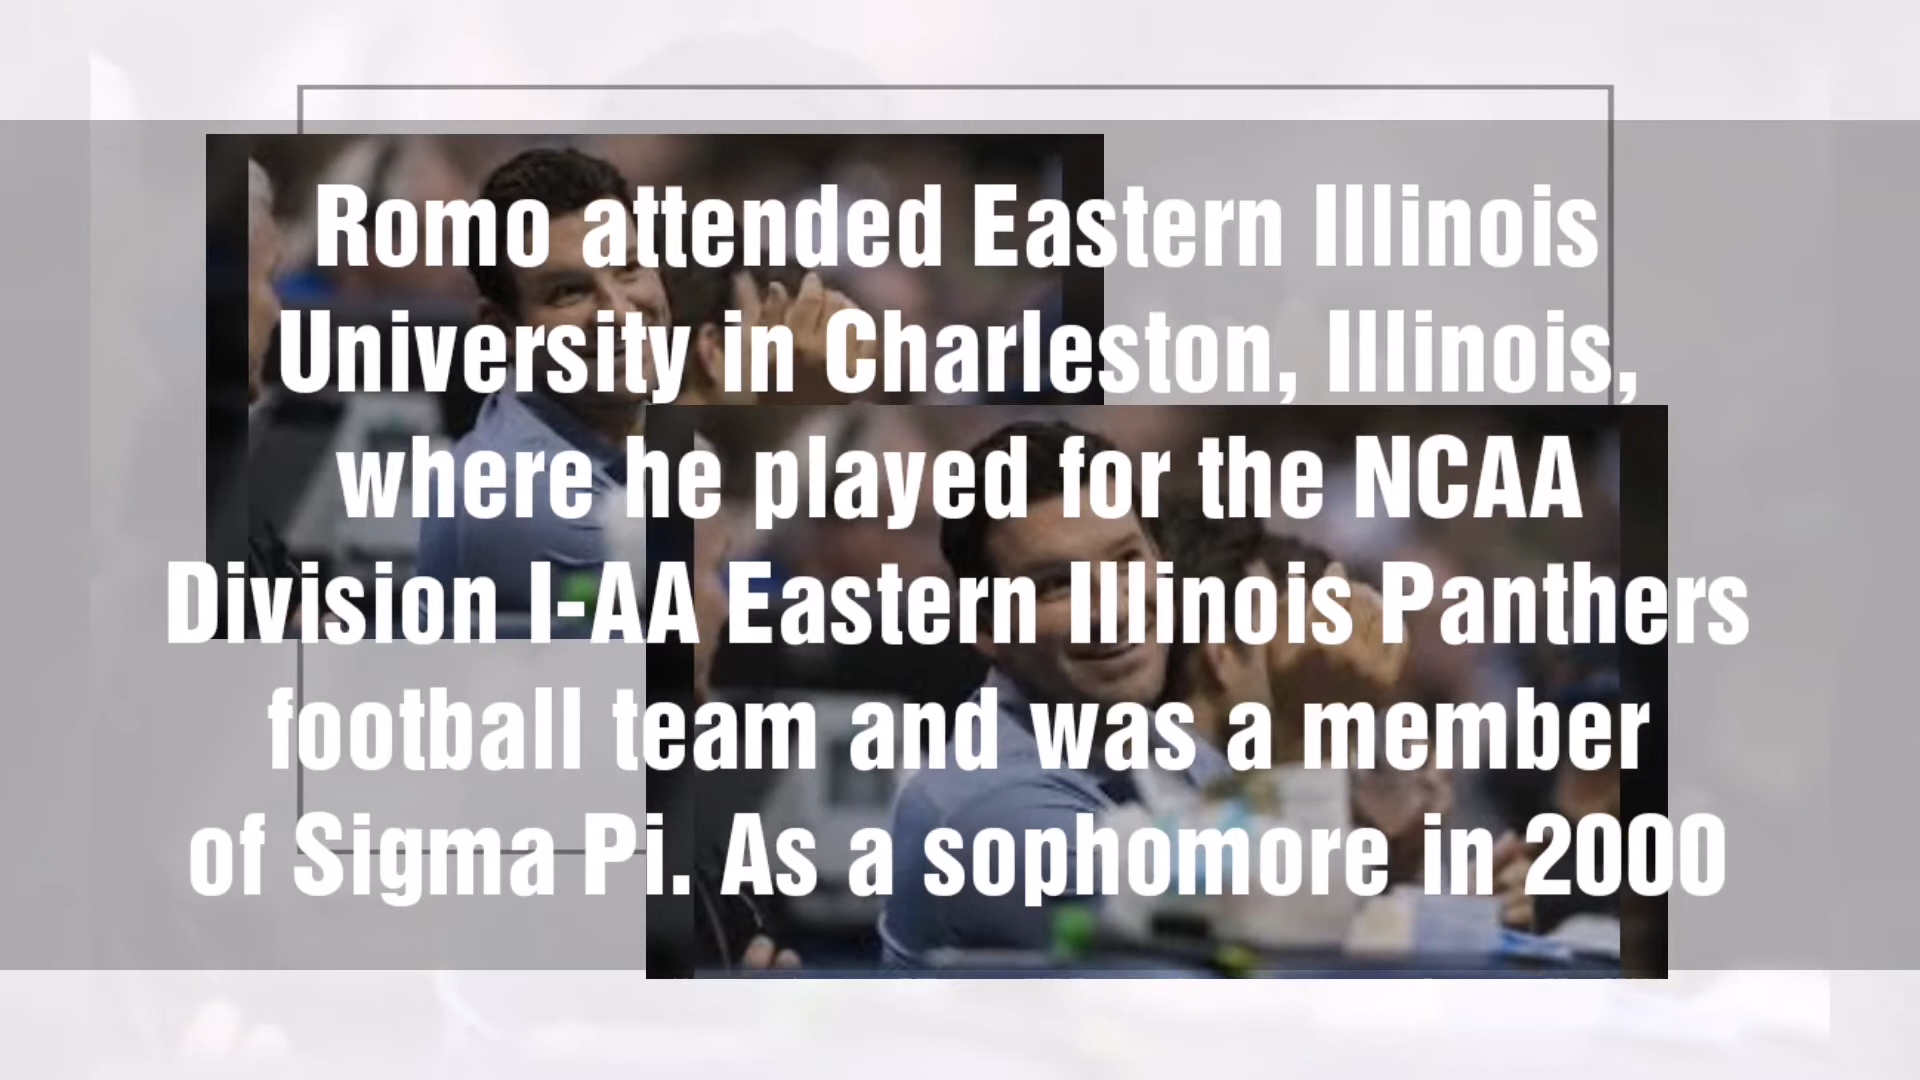 Romo attended Eastern Illinois
University in Charleston, Illinois,
where he played for the NCAA
Division I-AA Eastern Illinois Panthers
football team and was a member
of Sigma Pi. As a sophomore in 2000